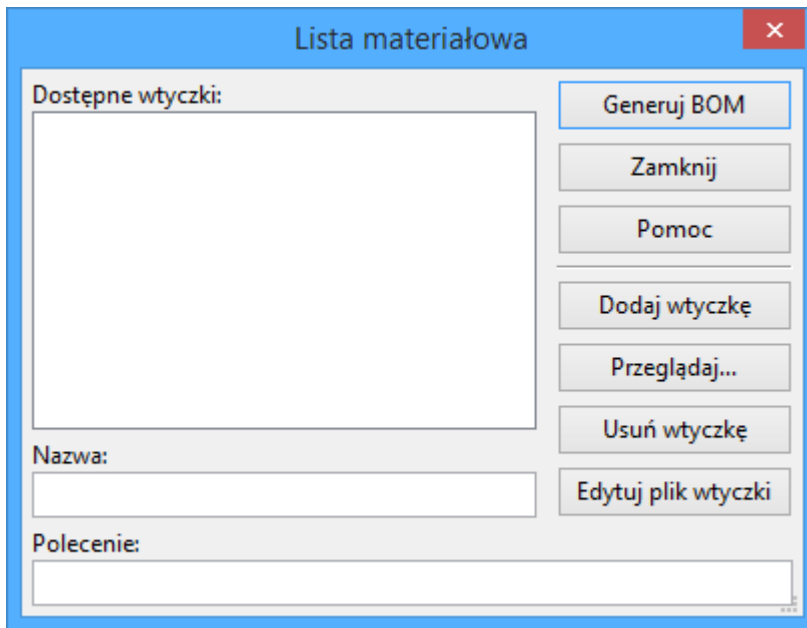 Lista materiałowa
Dostępne wtyczki:
Generuj BOM
Zamknij
Pomoc
Dodaj wtyczkę
Przeglądaj...
Usuń wtyczkę
Edytuj plik wtyczki
Nazwa:
Polecenie: